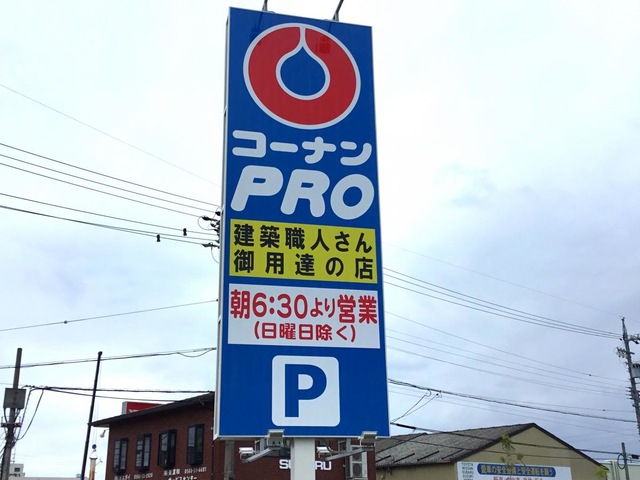 コーナン
PRO
建築職人さん
御用達の店
朝6:30より営業
(日曜日除く)
P
SUBARU